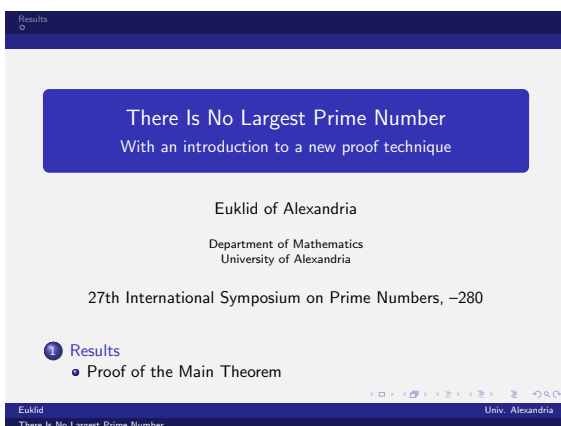 Results
There Is No Largest Prime Number
With an introduction to a new proof technique
Euklid of Alexandria
Department of Mathematics
University of Alexandria
27th International Symposium on Prime Numbers, –280
1 Results
Proof of the Main Theorem
Euklid Univ. Alexandria
There Is No Largest Prime Number